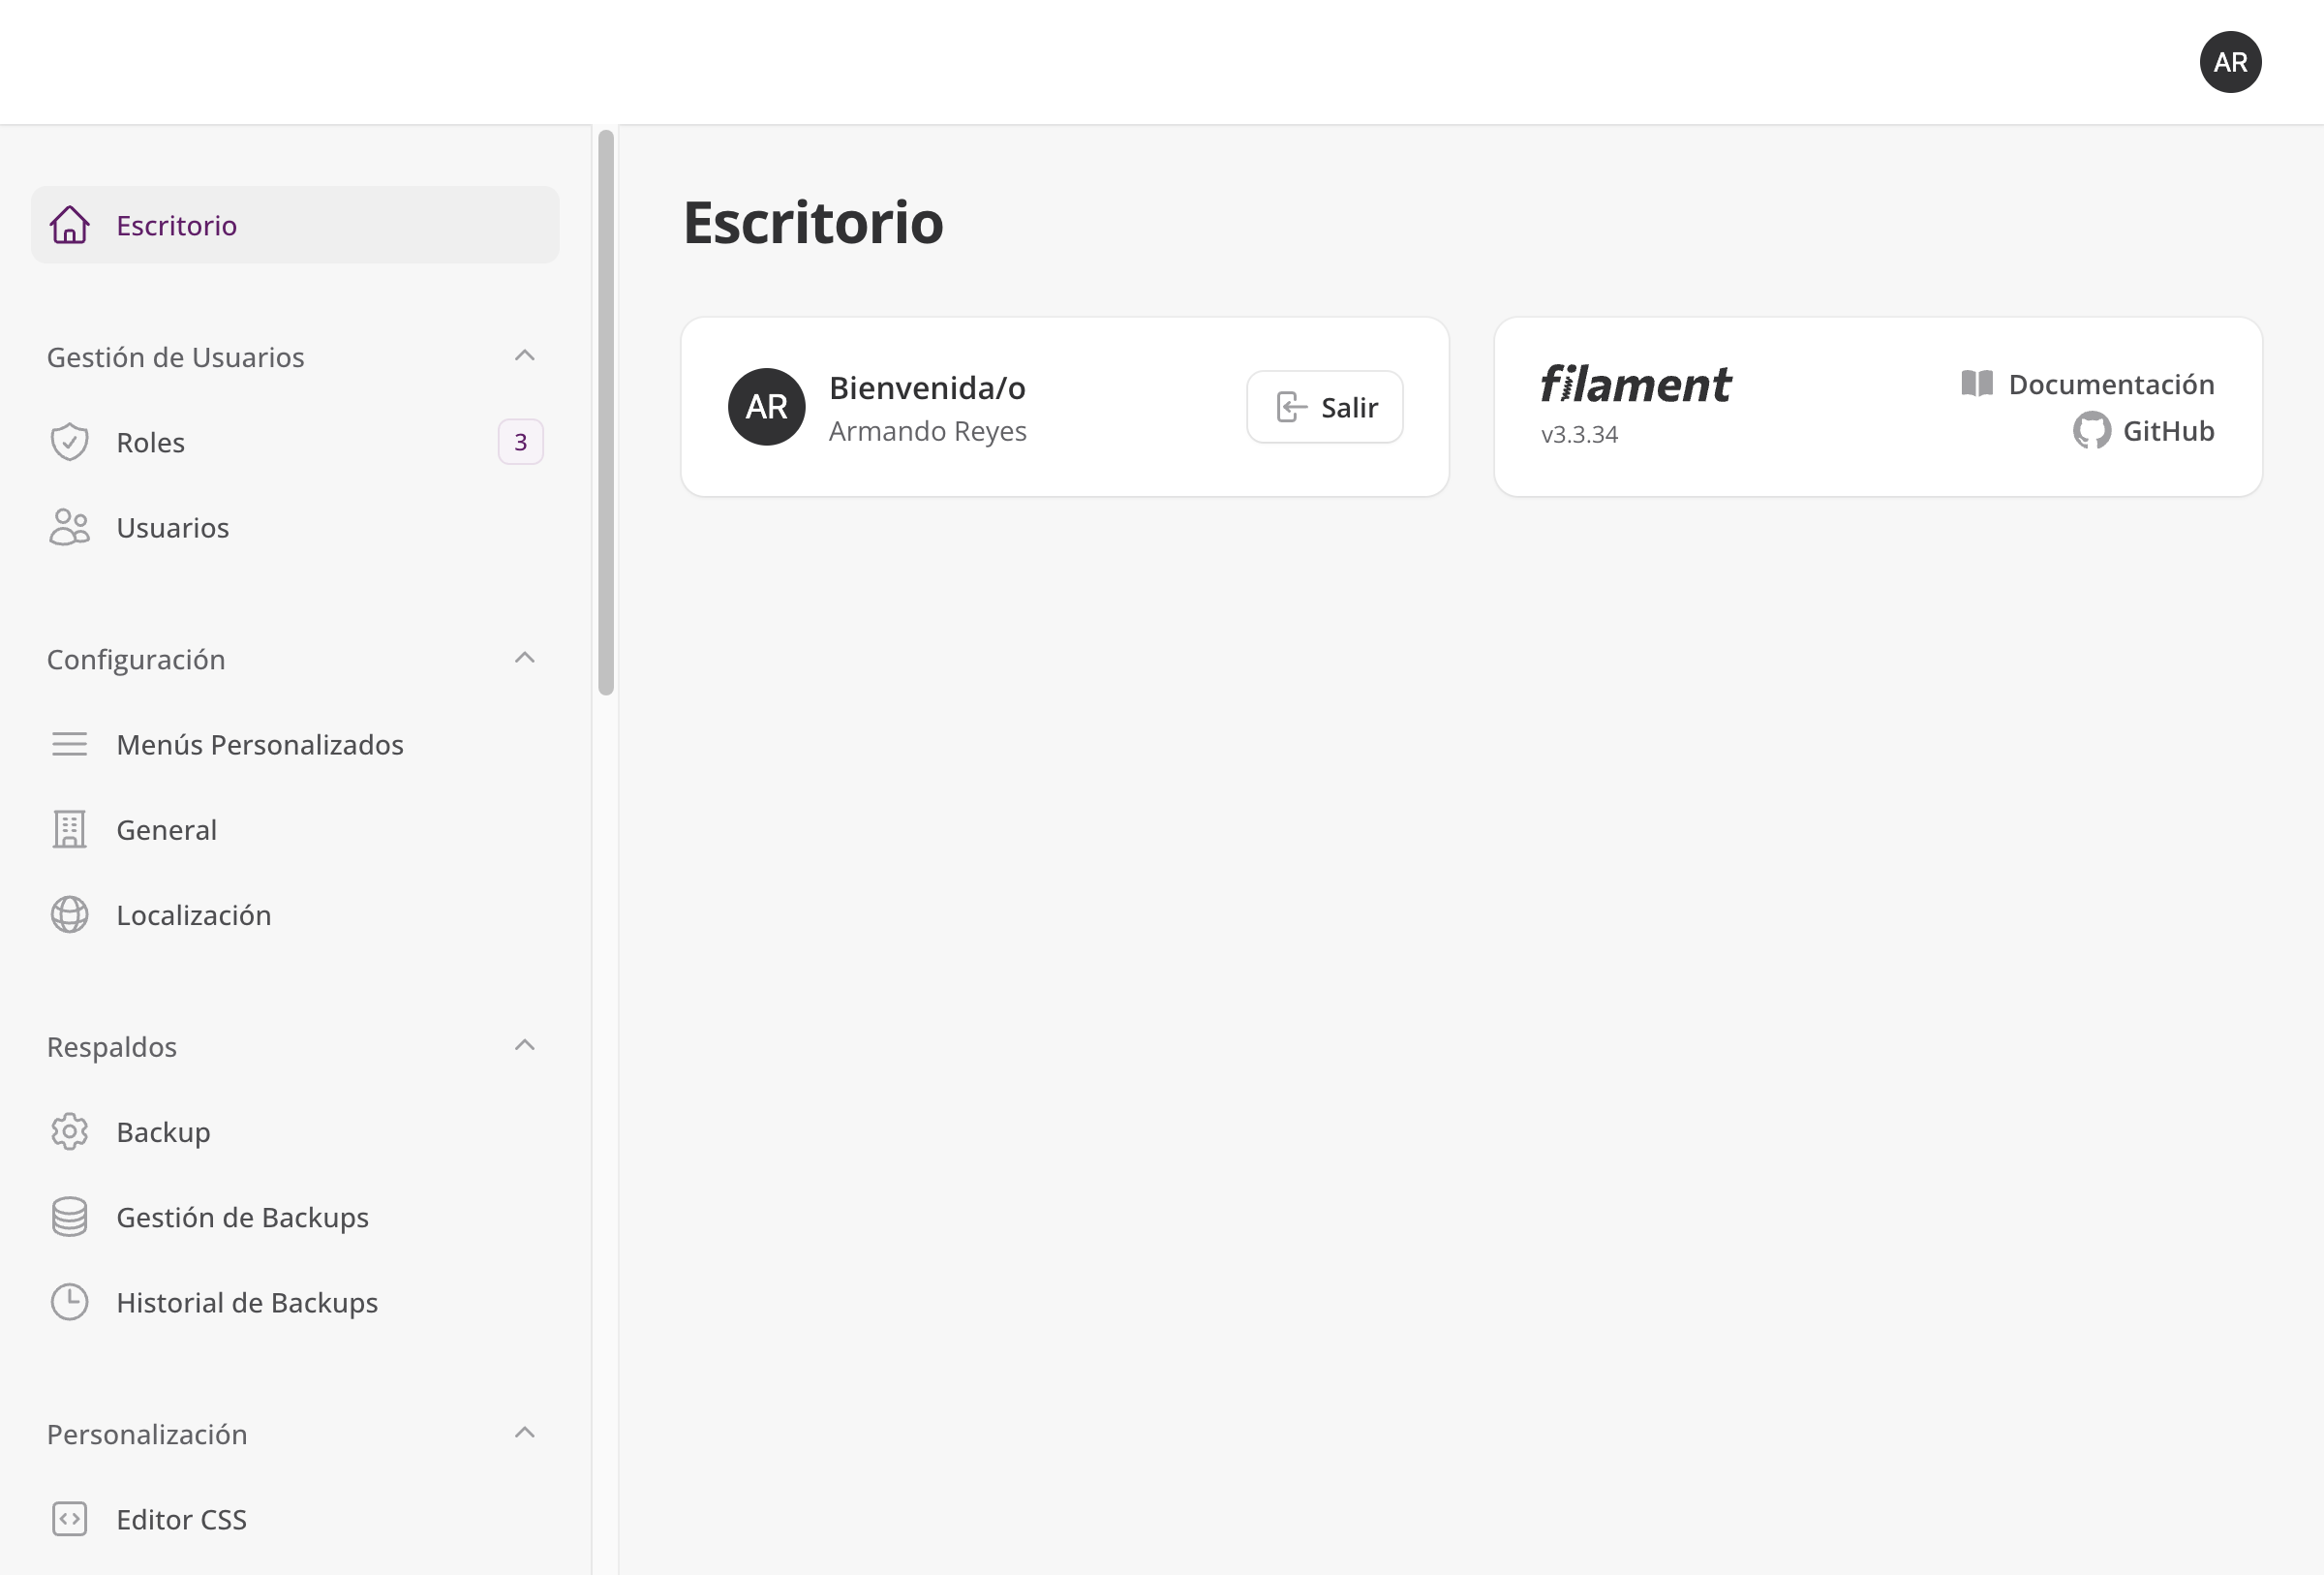 AR
Escritorio
Gestión de Usuarios
Roles 3
Usuarios
Configuración
Menús Personalizados
General
Localización
Respaldos
Backup
Gestión de Backups
Historial de Backups
Personalización
Editor CSS
Escritorio
AR
Bienvenida/o
Armando Reyes
Salir
filament
v3.3.34
Documentación
GitHub